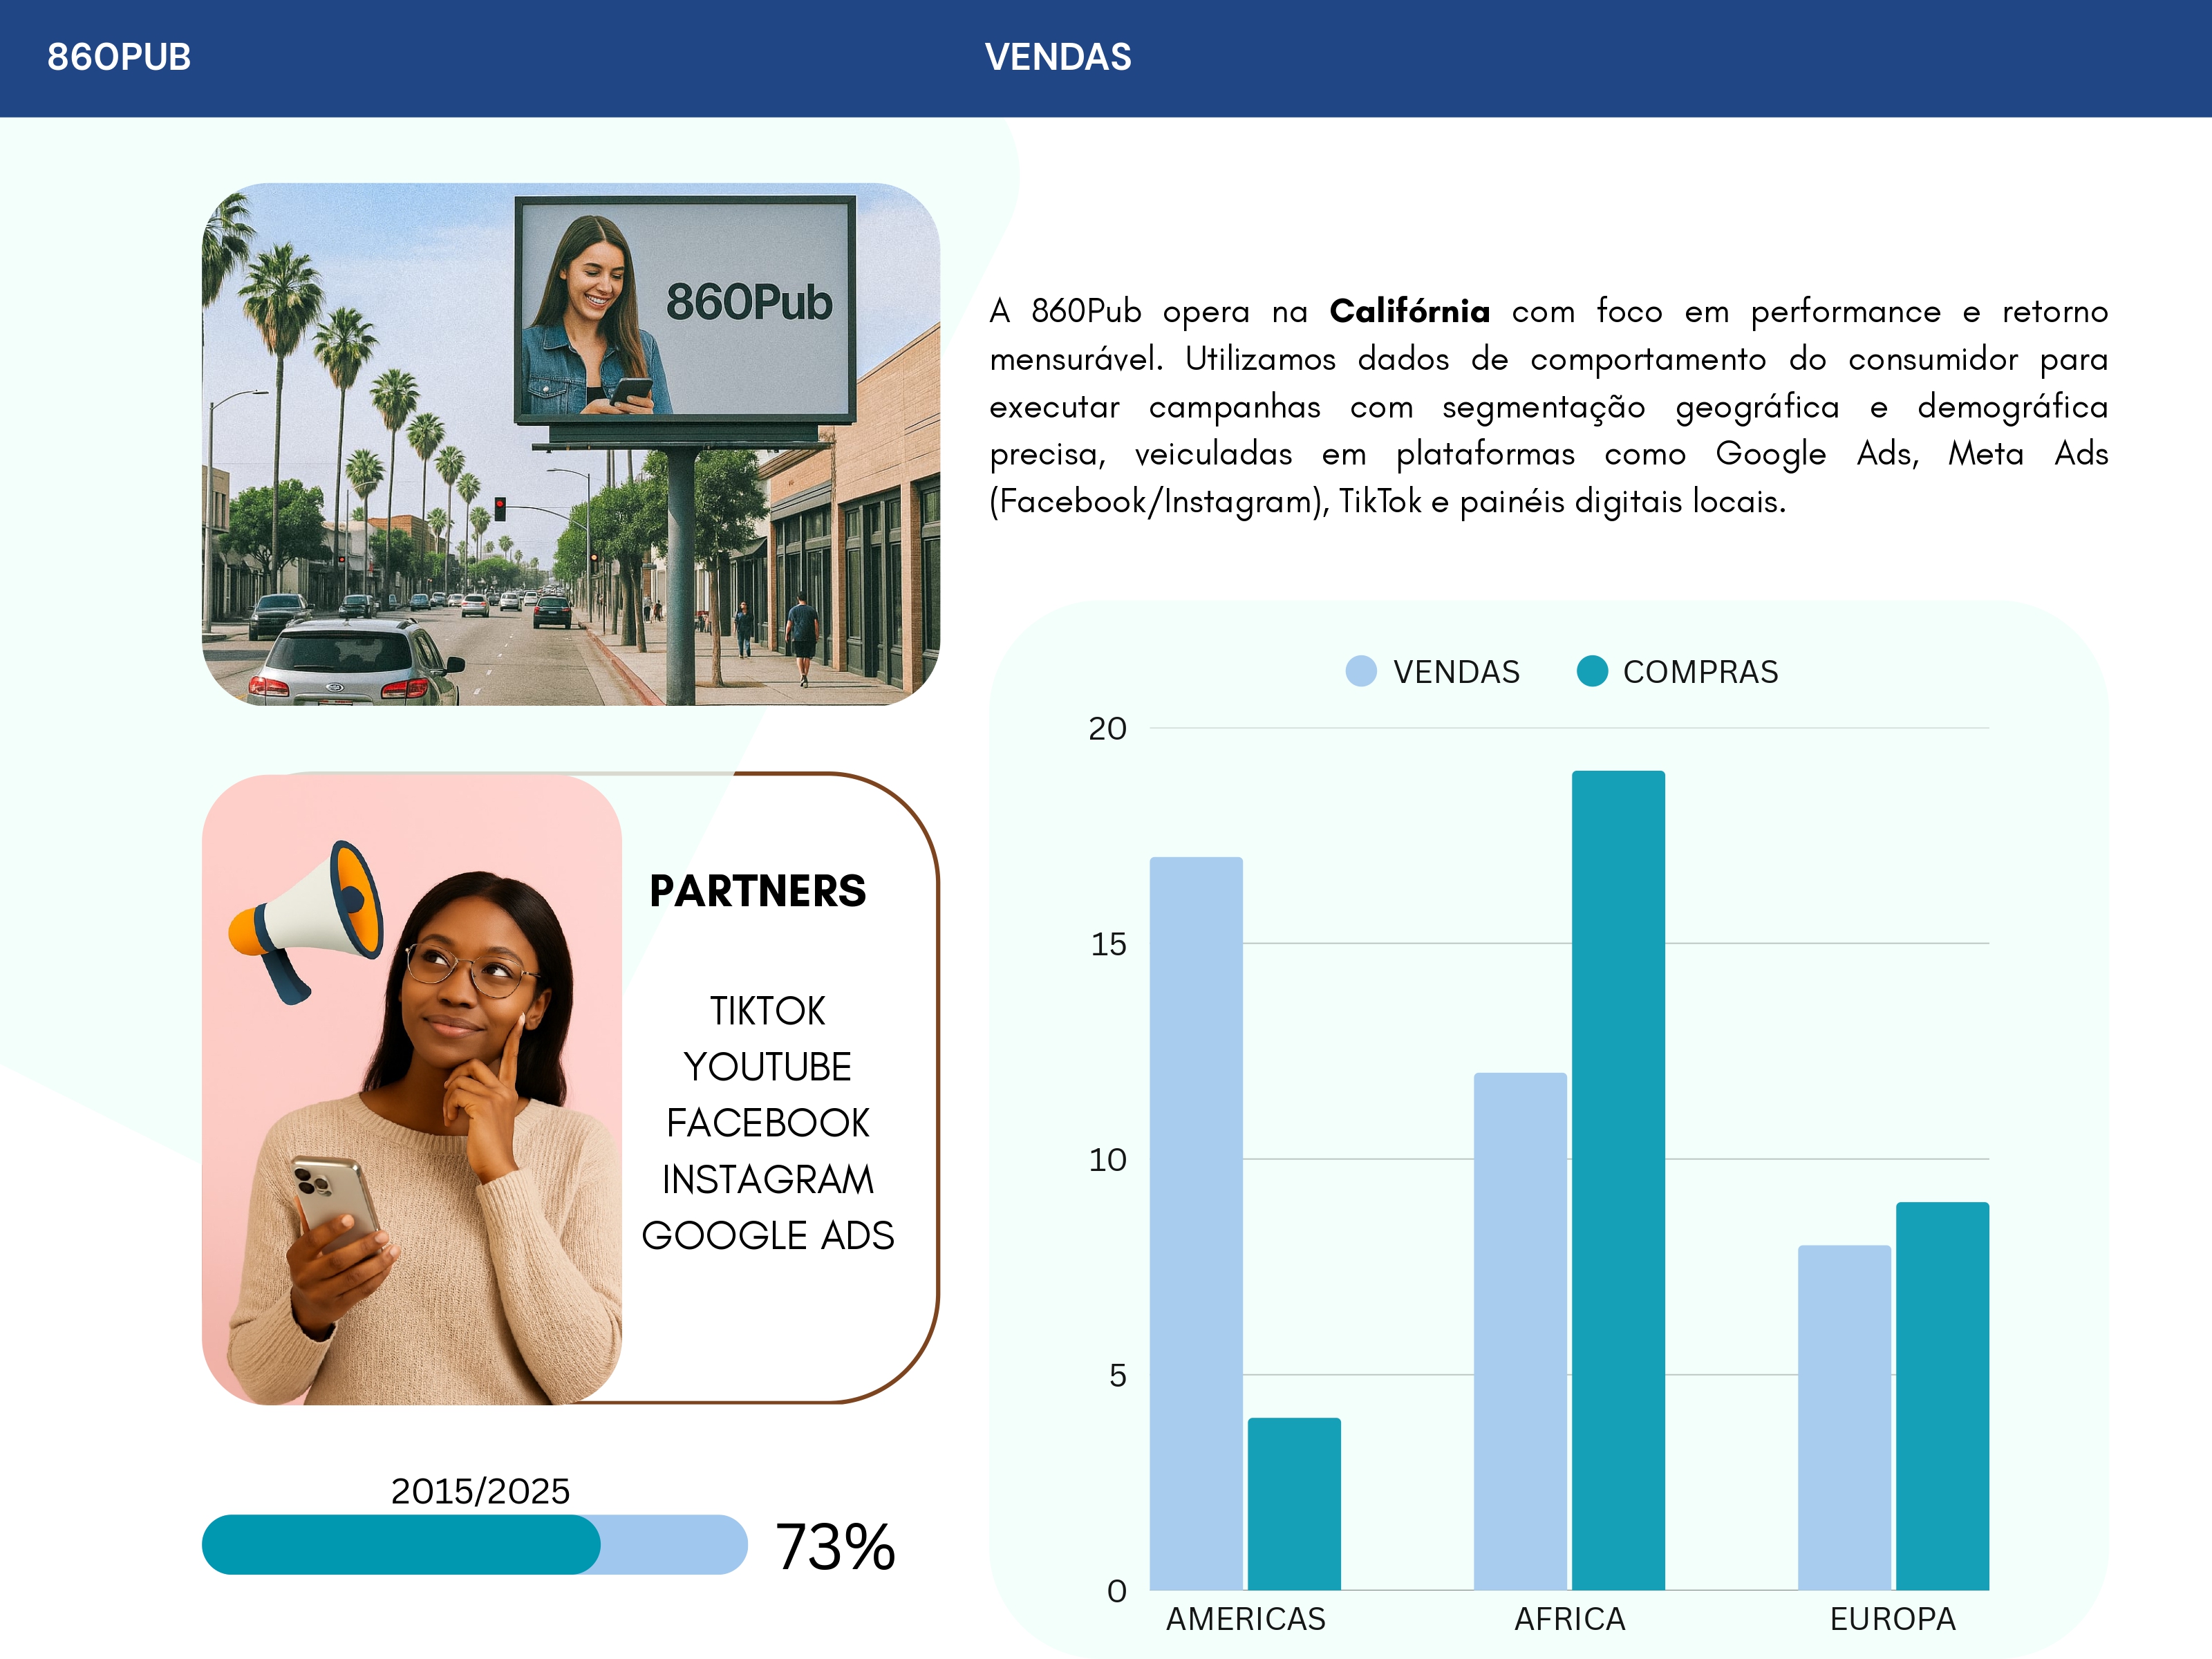 860PUB
VENDAS
860Pub
A 860Pub opera na Califórnia com foco em performance e retorno
mensurável. Utilizamos dados de comportamento do consumidor para
executar campanhas com segmentação geográfica e demográfica
precisa, veiculadas em plataformas como Google Ads, Meta Ads
(Facebook/Instagram), TikTok e painéis digitais locais.
PARTNERS
TIKTOK
YOUTUBE
FACEBOOK
INSTAGRAM
GOOGLE ADS
2015/2025
73%
VENDAS COMPRAS
20
15
10
5
0
AMERICAS AFRICA EUROPA